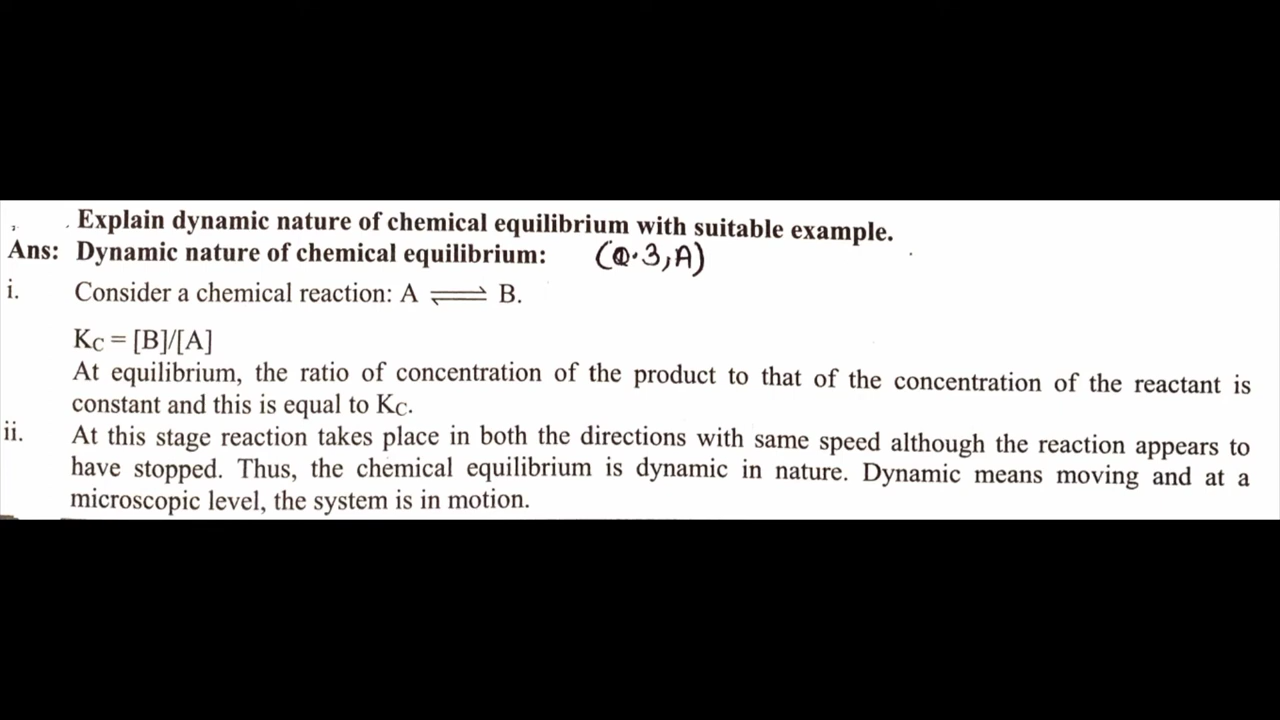 Explain dynamic nature of chemical equilibrium with suitable example.
Ans: Dynamic nature of chemical equilibrium: (Q.3,A)
i. Consider a chemical reaction: A ⇌ B.
Kc = [B]/[A]
At equilibrium, the ratio of concentration of the product to that of the concentration of the reactant is
constant and this is equal to Kc.
ii. At this stage reaction takes place in both the directions with same speed although the reaction appears to
have stopped. Thus, the chemical equilibrium is dynamic in nature. Dynamic means moving and at a
microscopic level, the system is in motion.